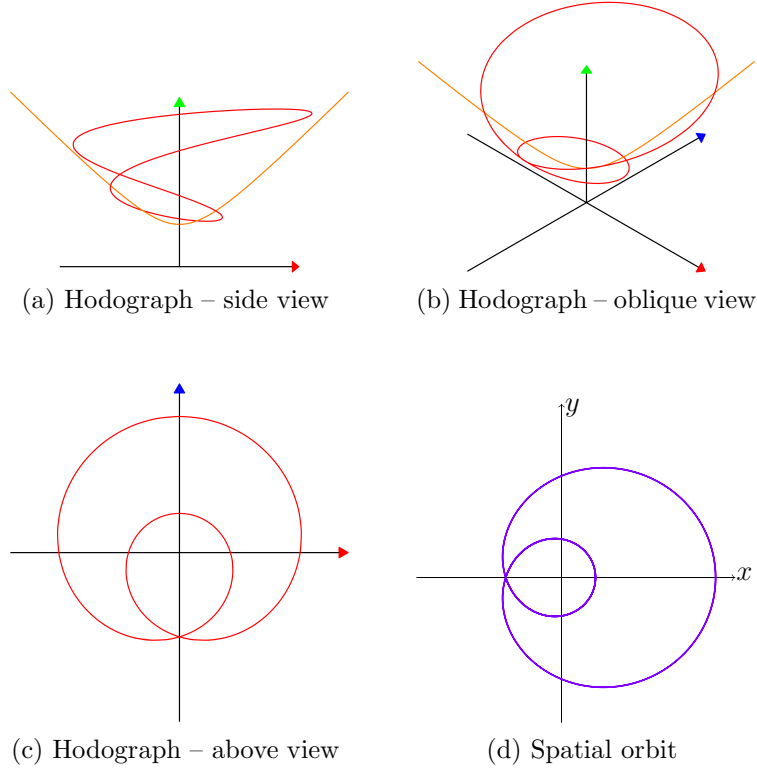 (a) Hodograph – side view
(b) Hodograph – oblique view
y
x
(c) Hodograph – above view
(d) Spatial orbit